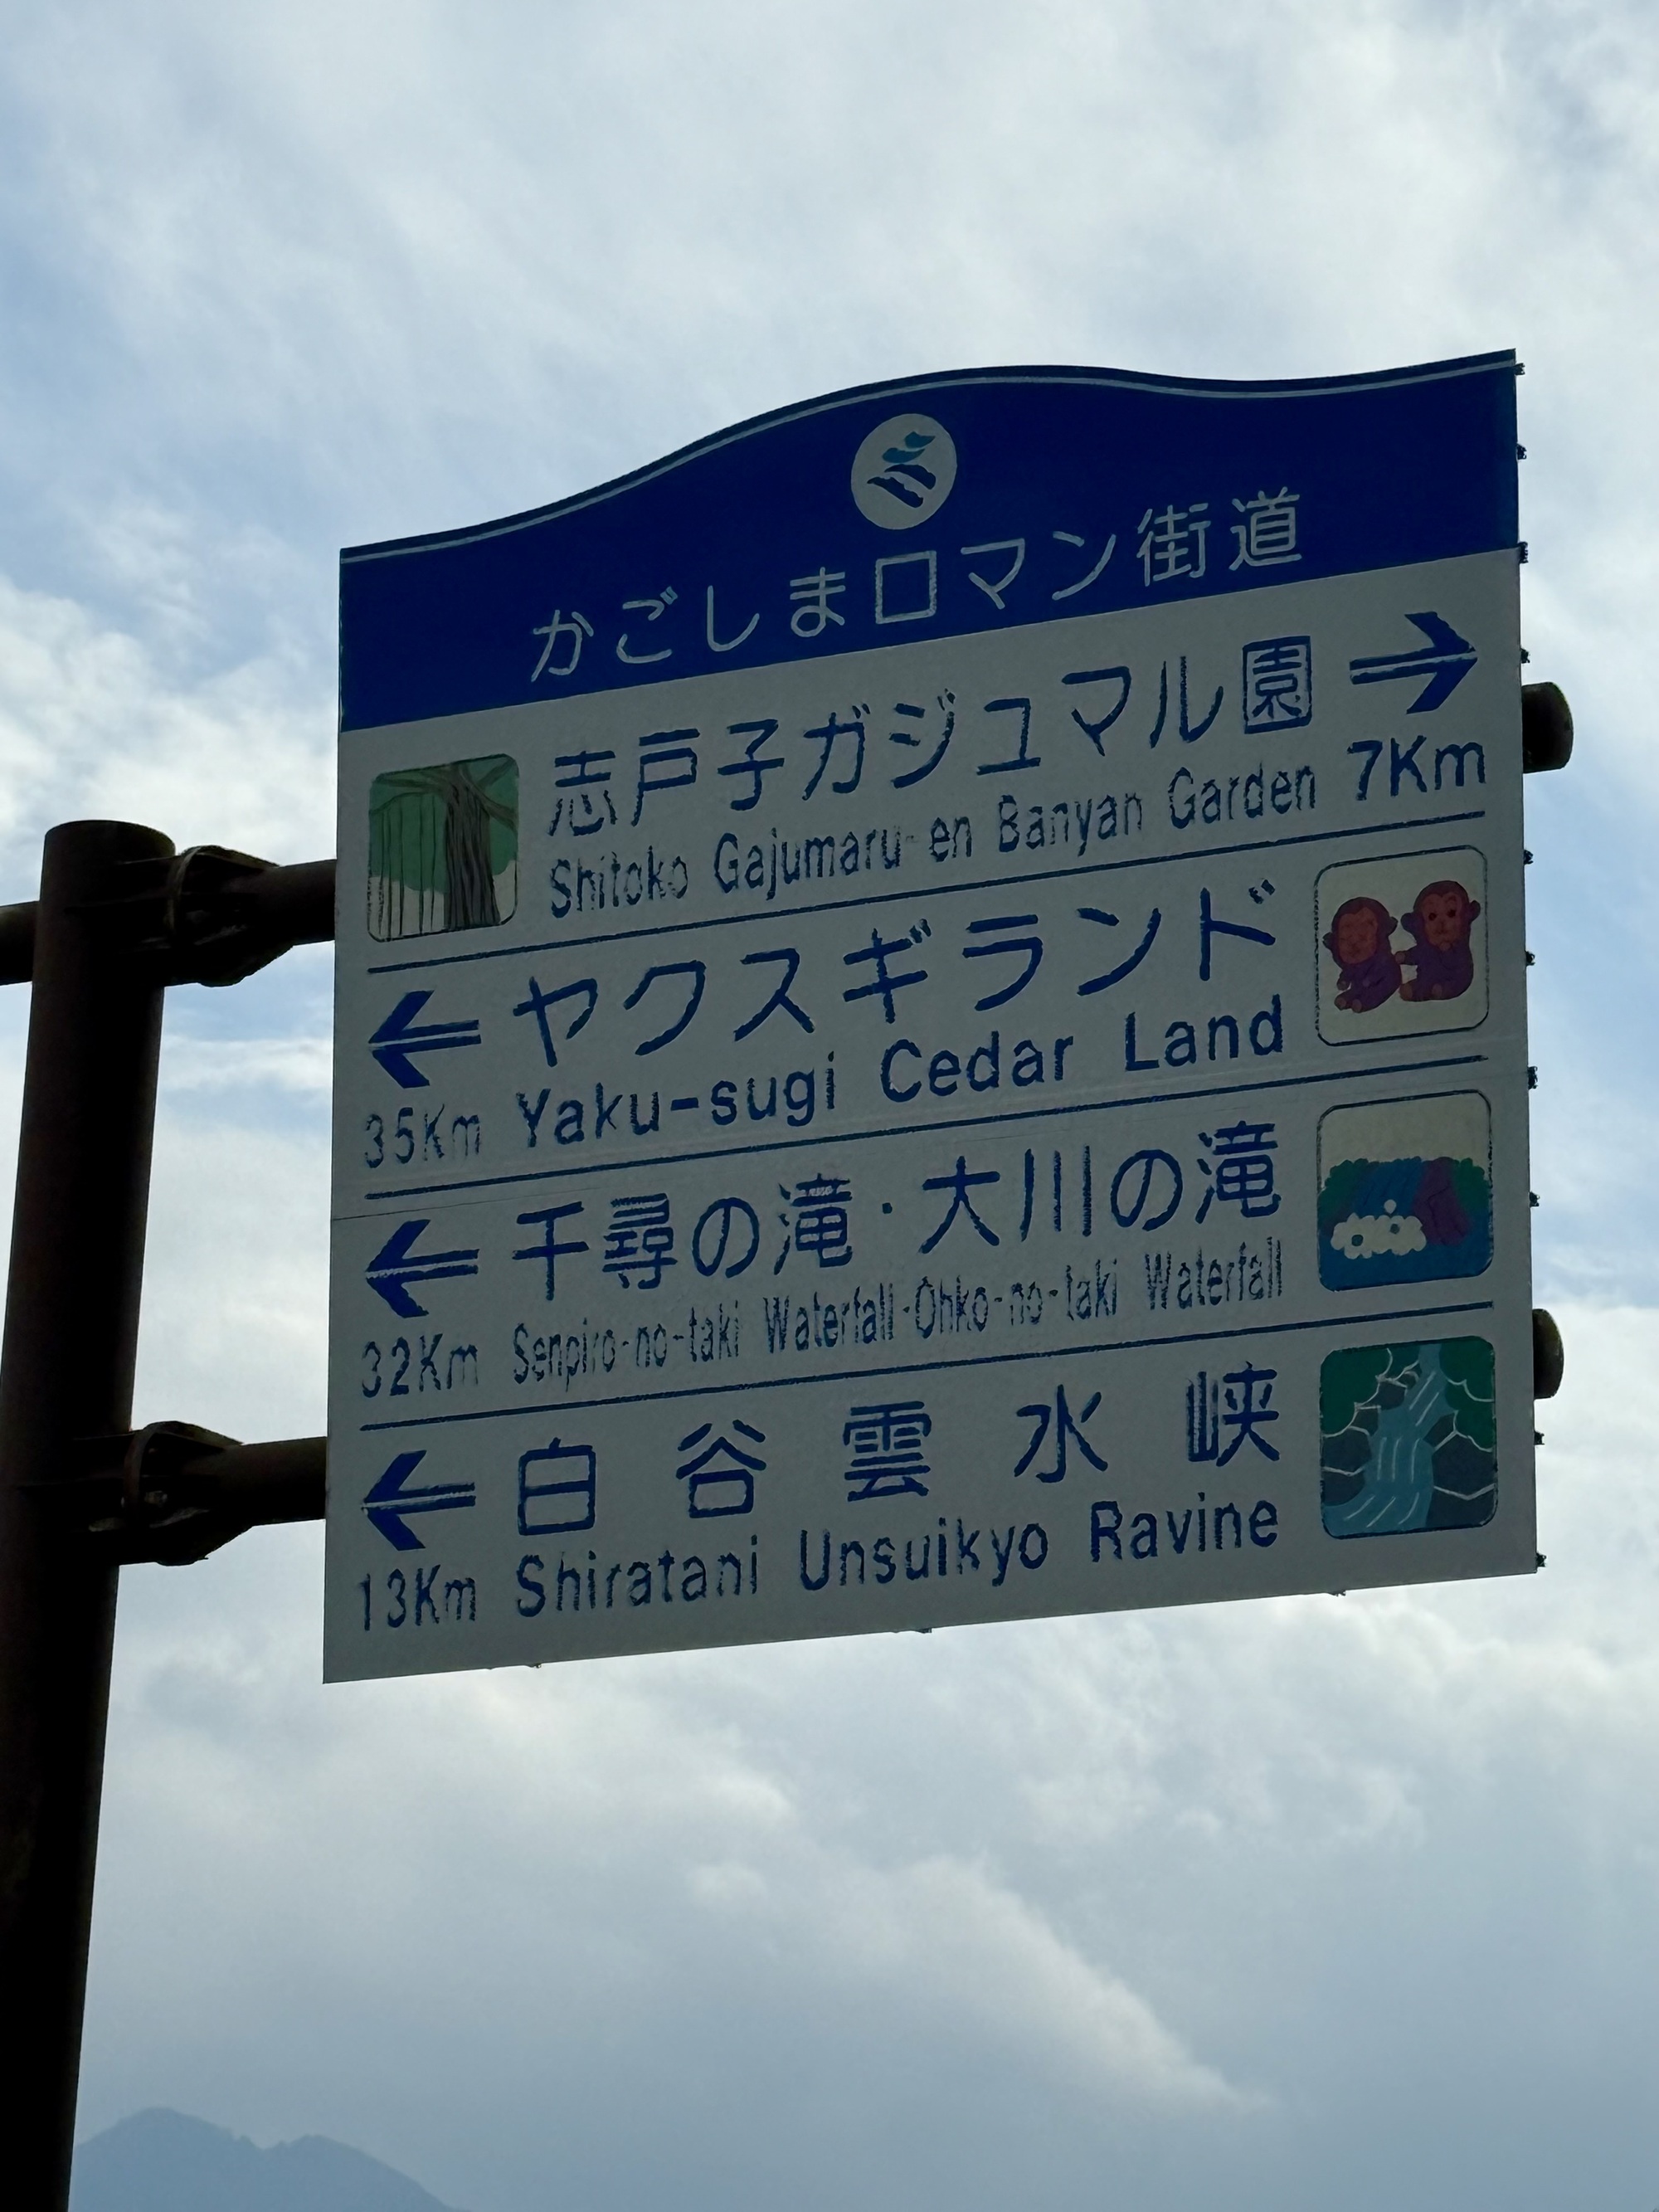 かごしまロマン街道
志戸子ガジュマル園
Shitoko Gajumaru-en Banyan Garden 7Km
ヤクスギランド
35Km Yaku-sugi Cedar Land
千尋の滝・大川の滝
32Km Senpiro-no-taki Waterfall・Ohko-no-taki Waterfall
白谷雲水峡
13Km Shiratani Unsuikyo Ravine